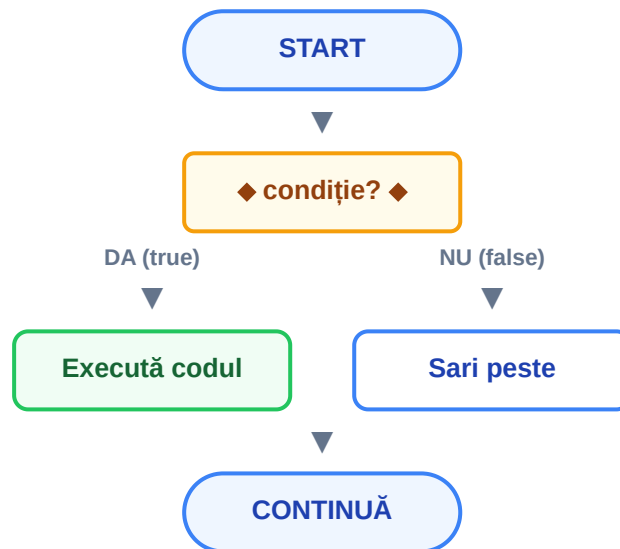 START
◆ condiție? ◆
DA (true)
NU (false)
Execută codul
Sari peste
CONTINUĂ